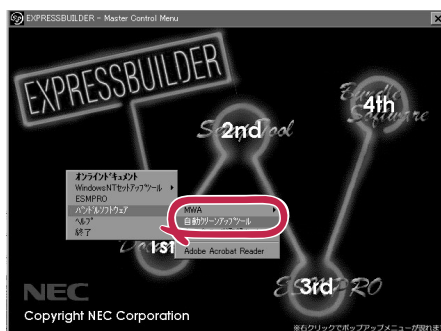 EXPRESSBUILDER - Master Control Menu
EXPRESSBUILDER
2nd
4th
Bundle
Software
オンラインドキュメント
WindowsNTセットアップツール
ESMPRO
バンドルソフトウェア
ヘルプ
終了
MWA
自動クリーンアップツール
Adobe Acrobat Reader
1st
3rd
ESMPRO
NEC
Copyright NEC Corporation
※右クリックでポップアップメニューが現れま